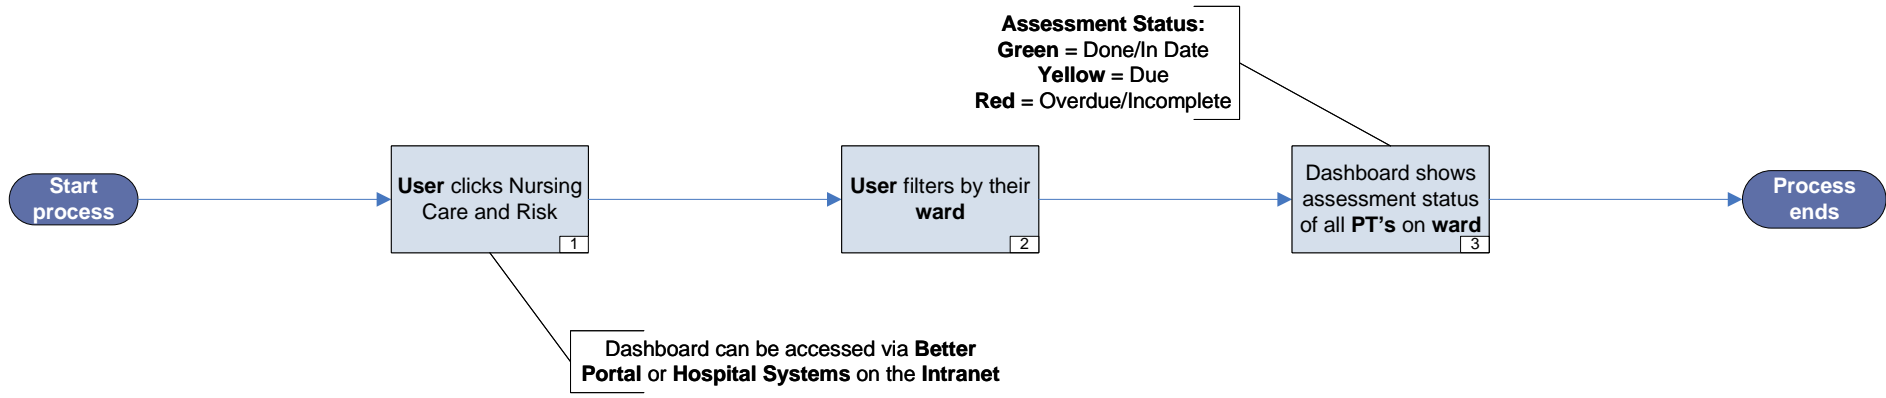 Assessment Status:
Green = Done/In Date
Yellow = Due
Red = Overdue/Incomplete
Start
process
User clicks Nursing
Care and Risk
1
User filters by their
ward
2
Dashboard shows
assessment status
of all PT's on ward
3
Process
ends
Dashboard can be accessed via Better
Portal or Hospital Systems on the Intranet